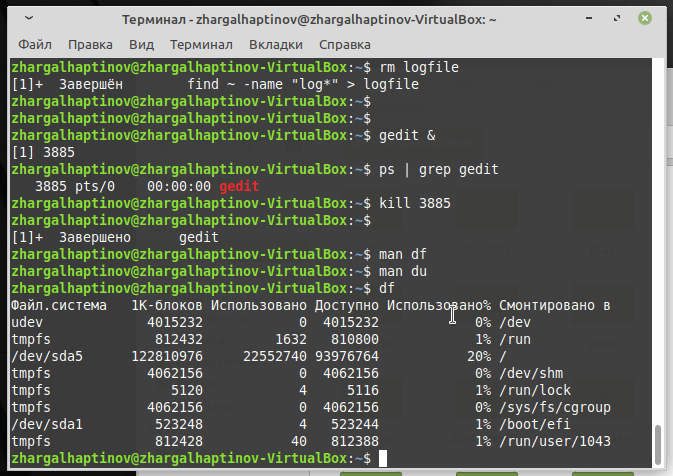 Терминал - zhargalhaptinov@zhargalhaptinov-VirtualBox: ~
Файл Правка Вид Терминал Вкладки Справка
zhargalhaptinov@zhargalhaptinov-VirtualBox:~$ rm logfile
[1]+  Завершён        find ~ -name "log*" > logfile
zhargalhaptinov@zhargalhaptinov-VirtualBox:~$
zhargalhaptinov@zhargalhaptinov-VirtualBox:~$
zhargalhaptinov@zhargalhaptinov-VirtualBox:~$ gedit &
[1] 3885
zhargalhaptinov@zhargalhaptinov-VirtualBox:~$ ps | grep gedit
   3885 pts/0    00:00:00 gedit
zhargalhaptinov@zhargalhaptinov-VirtualBox:~$ kill 3885
zhargalhaptinov@zhargalhaptinov-VirtualBox:~$
[1]+  Завершено      gedit
zhargalhaptinov@zhargalhaptinov-VirtualBox:~$ man df
zhargalhaptinov@zhargalhaptinov-VirtualBox:~$ man du
zhargalhaptinov@zhargalhaptinov-VirtualBox:~$ df
Файл.система   1K-блоков Использовано Доступно Использовано% Смонтировано в
udev             4015232            0  4015232            0% /dev
tmpfs             812432         1632   810800            1% /run
/dev/sda5      122810976     22552740 93976764           20% /
tmpfs            4062156            0  4062156            0% /dev/shm
tmpfs               5120            4     5116            1% /run/lock
tmpfs            4062156            0  4062156            0% /sys/fs/cgroup
/dev/sda1         523248            4   523244            1% /boot/efi
tmpfs             812428           40   812388            1% /run/user/1043
zhargalhaptinov@zhargalhaptinov-VirtualBox:~$